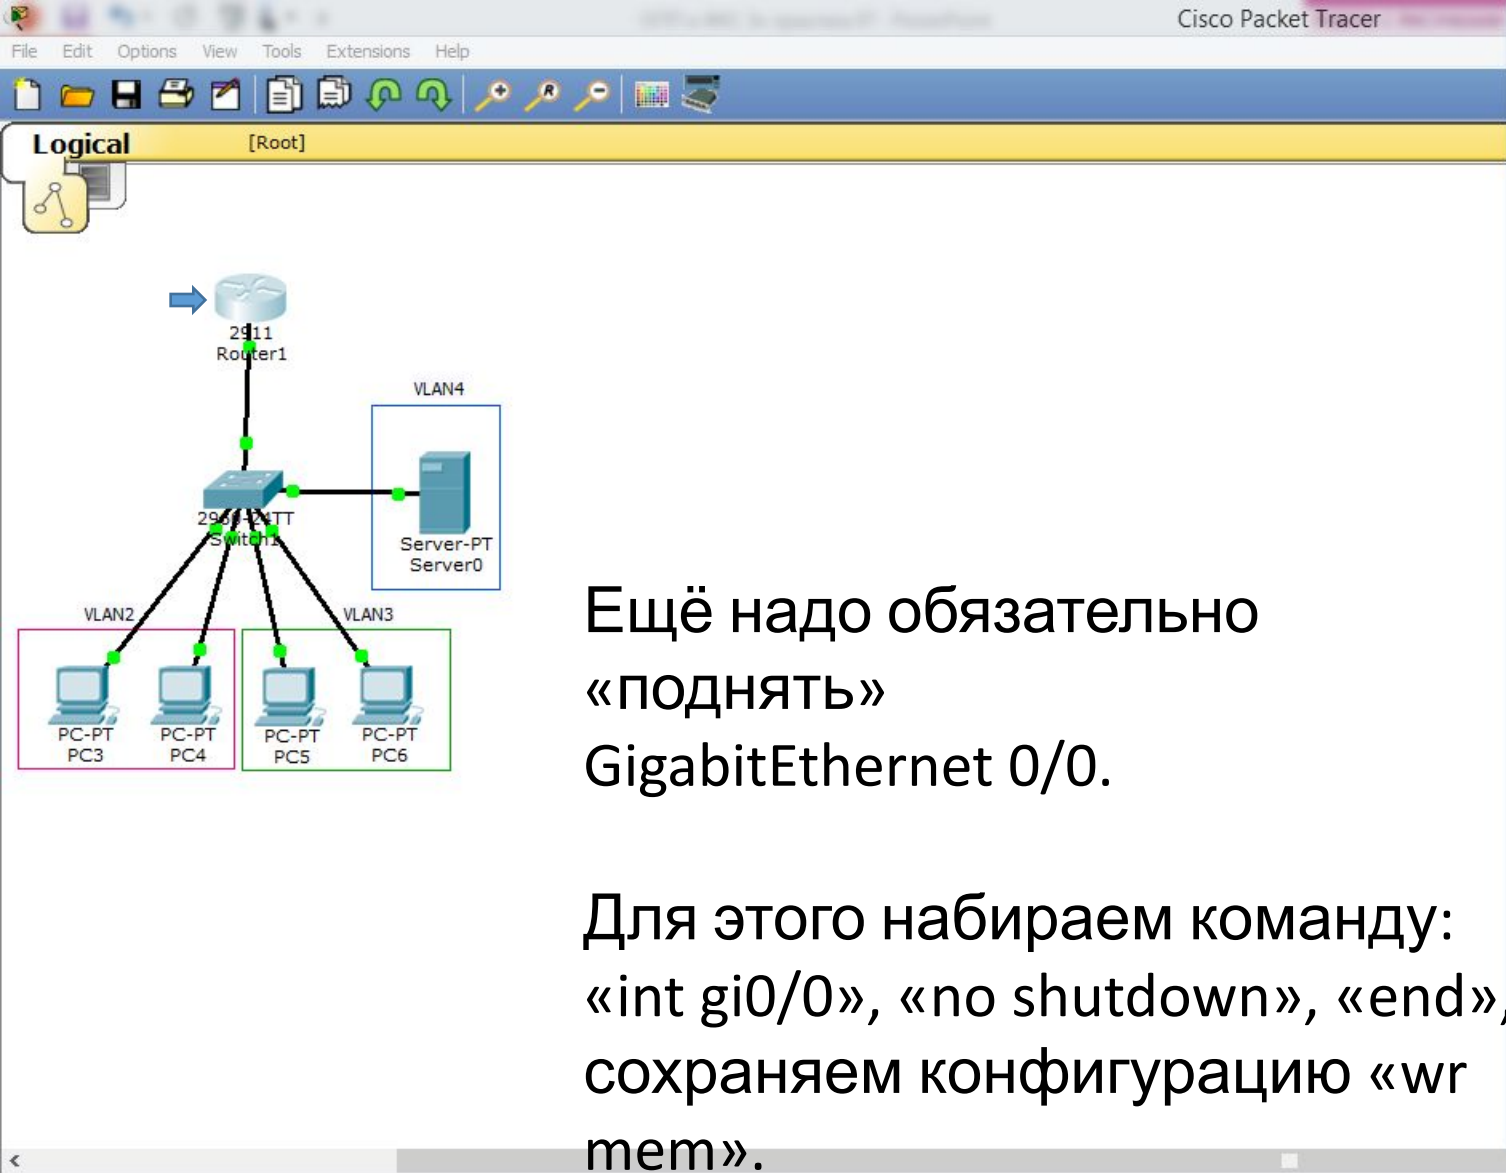 Cisco Packet Tracer
File Edit Options View Tools Extensions Help
R
Logical [Root]
2911
Router1
VLAN4
2960-24TT
Switch1
Server-PT
Server0
VLAN2
VLAN3
PC-PT PC-PT PC-PT PC-PT
PC3 PC4 PC5 PC6
Ещё надо обязательно
«поднять»
GigabitEthernet 0/0.
Для этого набираем команду:
«int gi0/0», «no shutdown», «end»,
сохраняем конфигурацию «wr
mem».